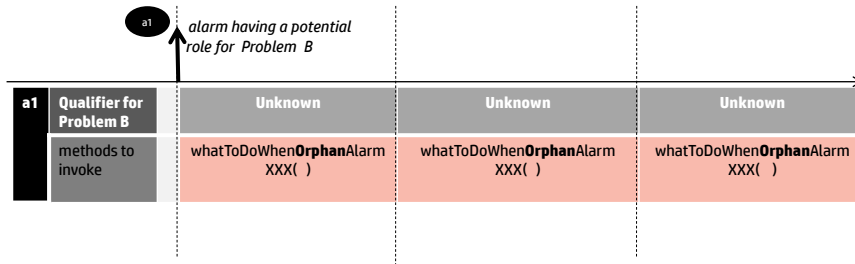 a1
alarm having a potential
role for Problem B
a1
Qualifier for
Problem B
Unknown
Unknown
Unknown
methods to
invoke
whatToDoWhenOrphanAlarm
XXX( )
whatToDoWhenOrphanAlarm
XXX( )
whatToDoWhenOrphanAlarm
XXX( )